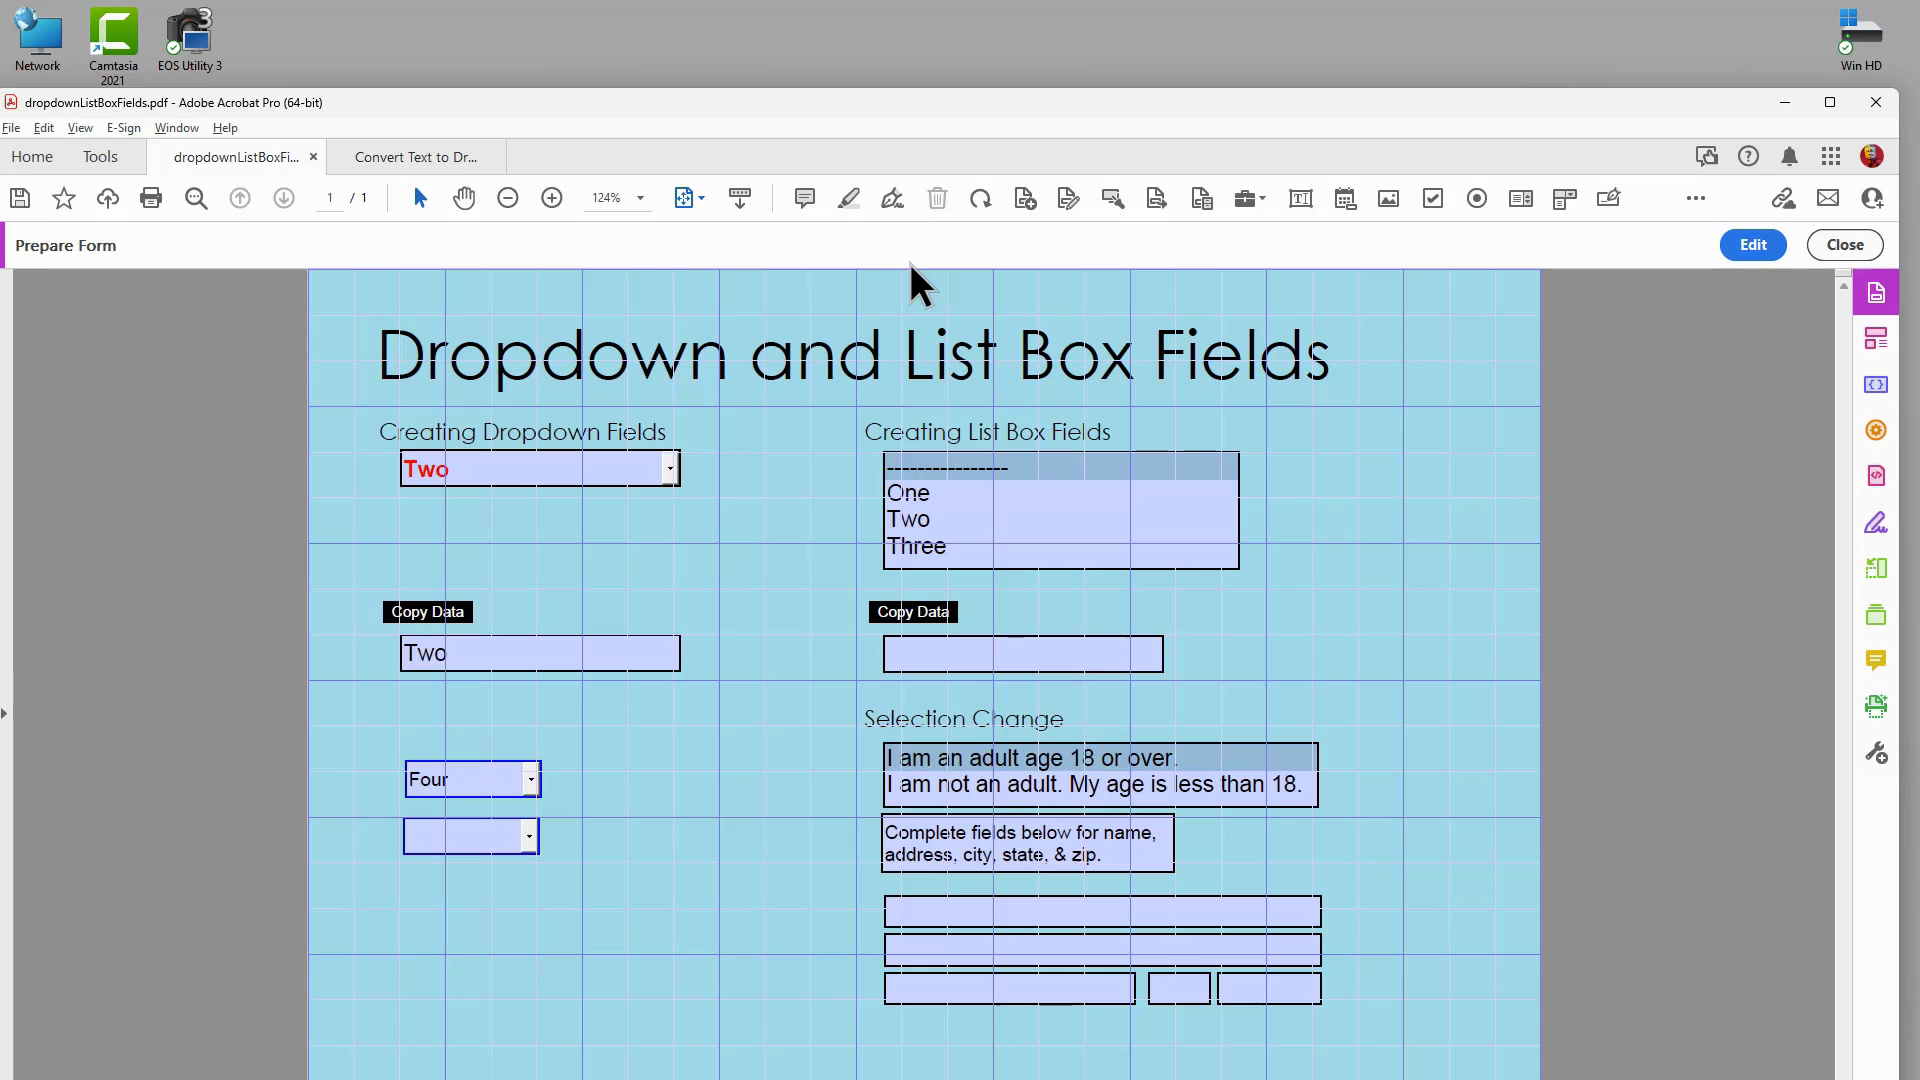 Network
Camtasia
2021
3
EOS Utility 3
Win HD
dropdownListBoxFields.pdf - Adobe Acrobat Pro (64-bit)
File Edit View E-Sign Window Help
Home Tools dropdownListBoxFi... × Convert Text to Dr...
1 / 1 124%
Prepare Form Edit Close
Dropdown and List Box Fields
Creating Dropdown Fields
Two
Copy Data
Two
Four
Creating List Box Fields
----------------
One
Two
Three
Copy Data
Selection Change
I am an adult age 18 or over.
I am not an adult. My age is less than 18.
Complete fields below for name,
address, city, state, & zip.